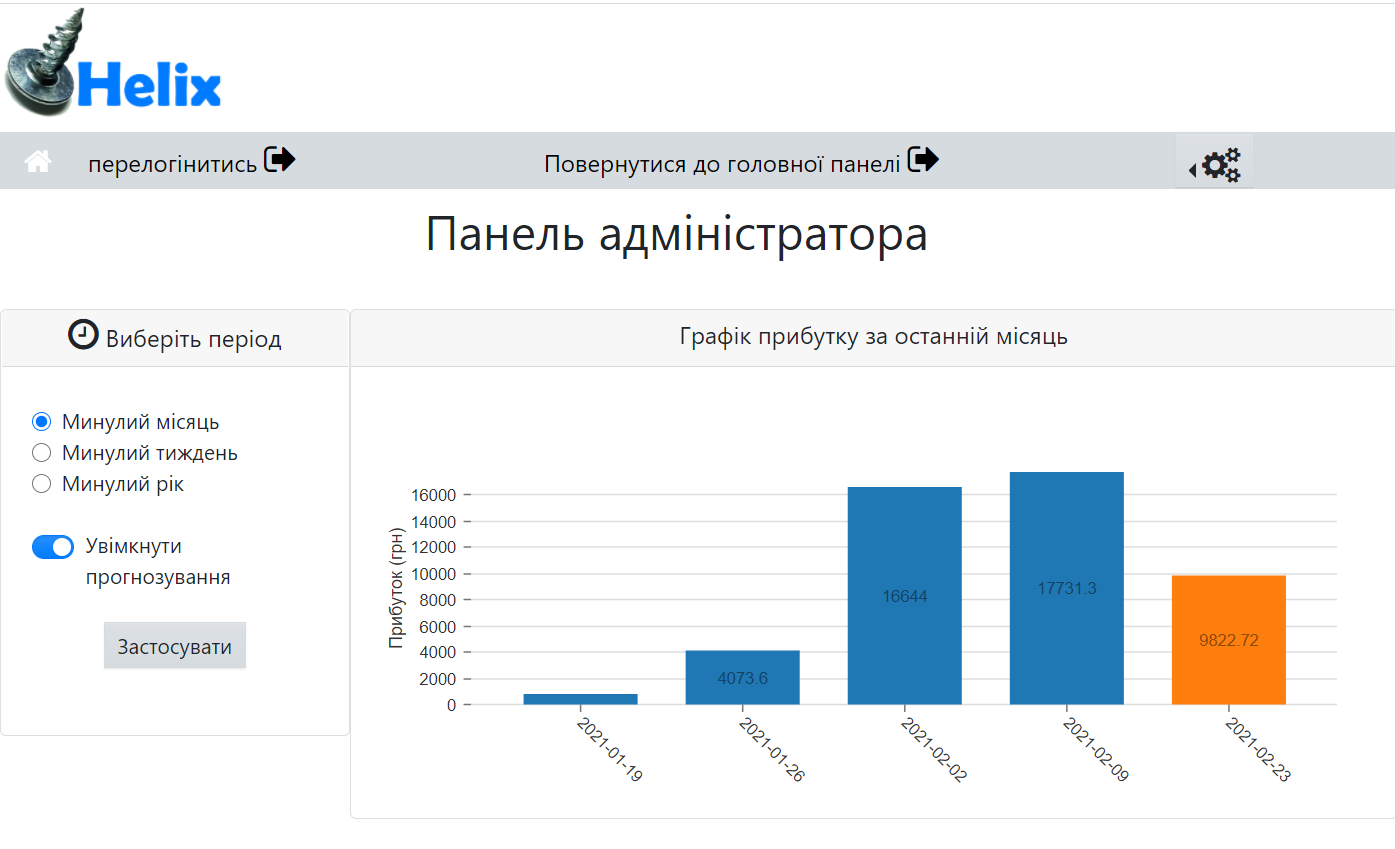 Helix
перелогінитись
Повернутися до головної панелі
Панель адміністратора
Виберіть період
Минулий місяць
Минулий тиждень
Минулий рік
Увімкнути
прогнозування
Застосувати
Графік прибутку за останній місяць
Прибуток (грн)
16000
14000
12000
10000
8000
6000
4000
2000
0
4073.6
16644
17731.3
9822.72
2021-01-19
2021-01-26
2021-02-02
2021-02-09
2021-02-23